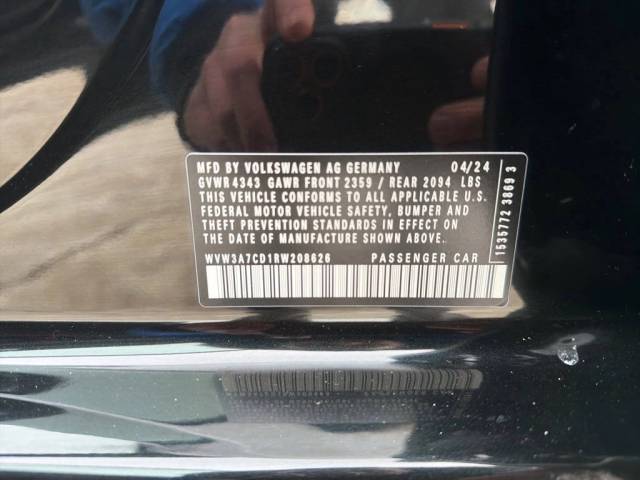 MFD BY VOLKSWAGEN AG GERMANY 04/24
GVWR 4343 GAWR FRONT 2359 / REAR 2094 LBS
THIS VEHICLE CONFORMS TO ALL APPLICABLE U.S.
FEDERAL MOTOR VEHICLE SAFETY, BUMPER AND
THEFT PREVENTION STANDARDS IN EFFECT ON
THE DATE OF MANUFACTURE SHOWN ABOVE.
WVW3A7CD1RW208626 PASSENGER CAR
1535772 3869 3